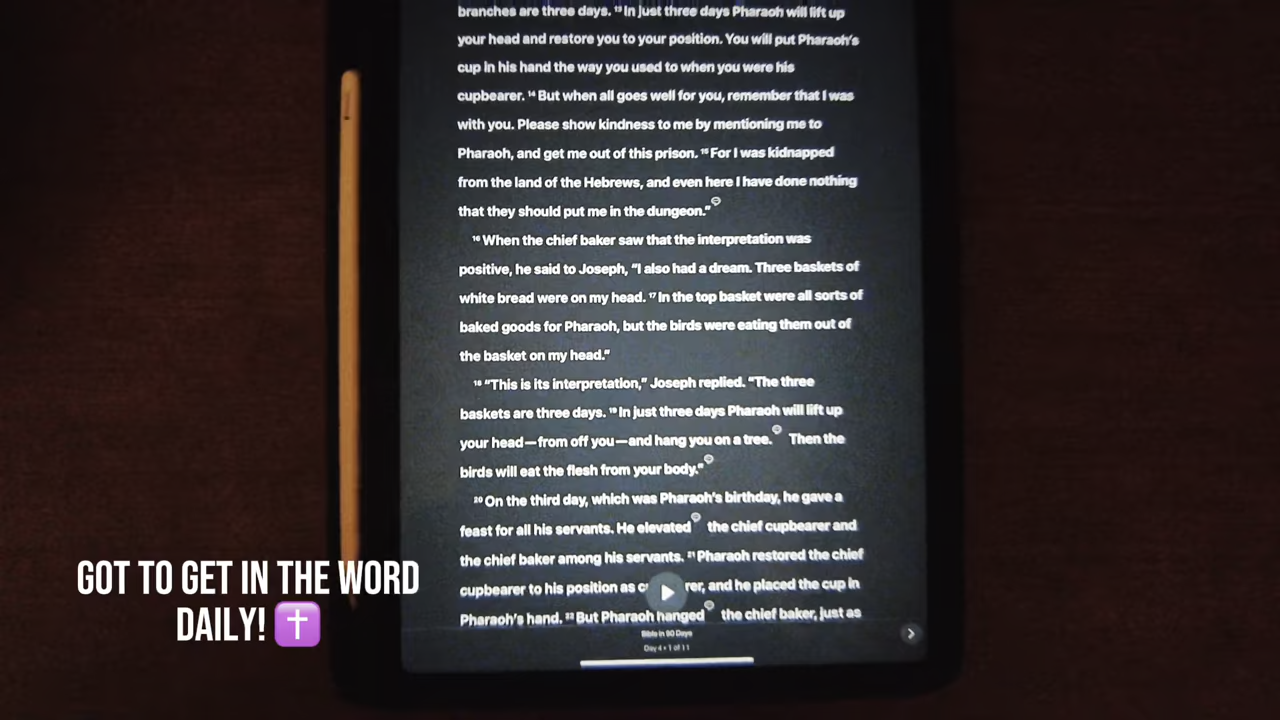 branches are three days. ¹³ In just three days Pharaoh will lift up
your head and restore you to your position. You will put Pharaoh's
cup in his hand the way you used to when you were his
cupbearer. ¹⁴ But when all goes well for you, remember that I was
with you. Please show kindness to me by mentioning me to
Pharaoh, and get me out of this prison. ¹⁵ For I was kidnapped
from the land of the Hebrews, and even here I have done nothing
that they should put me in the dungeon."
¹⁶ When the chief baker saw that the interpretation was
positive, he said to Joseph, "I also had a dream. Three baskets of
white bread were on my head. ¹⁷ In the top basket were all sorts of
baked goods for Pharaoh, but the birds were eating them out of
the basket on my head."
¹⁸ "This is its interpretation," Joseph replied. "The three
baskets are three days. ¹⁹ In just three days Pharaoh will lift up
your head—from off you—and hang you on a tree. Then the
birds will eat the flesh from your body."
²⁰ On the third day, which was Pharaoh's birthday, he gave a
feast for all his servants. He elevated the chief cupbearer and
the chief baker among his servants. ²¹ Pharaoh restored the chief
cupbearer to his position as c rer, and he placed the cup in
Pharaoh's hand. ²² But Pharaoh hanged the chief baker, just as
Bible in 90 Days
Day 4 • 1 of 11
GOT TO GET IN THE WORD
DAILY! ✝️